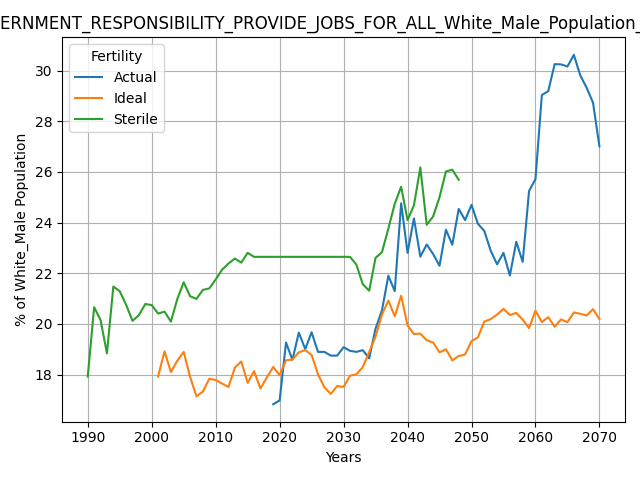 ERNMENT_RESPONSIBILITY_PROVIDE_JOBS_FOR_ALL_White_Male_Population_
Fertility
Actual
Ideal
Sterile
% of White_Male Population
30
28
26
24
22
20
18
1990 2000 2010 2020 2030 2040 2050 2060 2070
Years